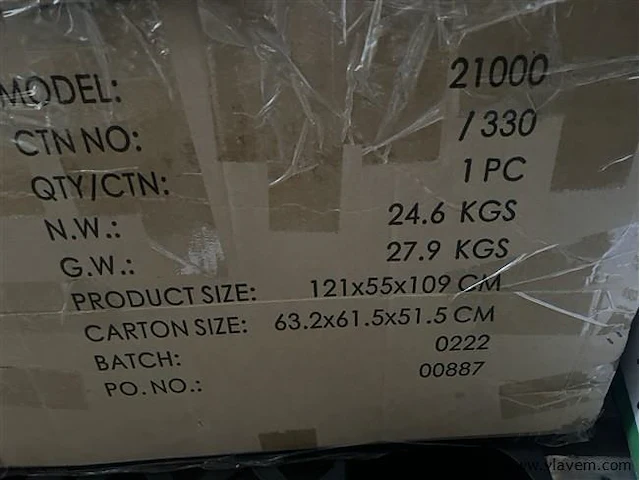 MODEL: 21000
CTN NO: /330
QTY/CTN: 1 PC
N.W.: 24.6 KGS
G.W.: 27.9 KGS
PRODUCT SIZE: 121x55x109 CM
CARTON SIZE: 63.2x61.5x51.5 CM
BATCH: 0222
PO. NO.: 00887
www.vlavem.com